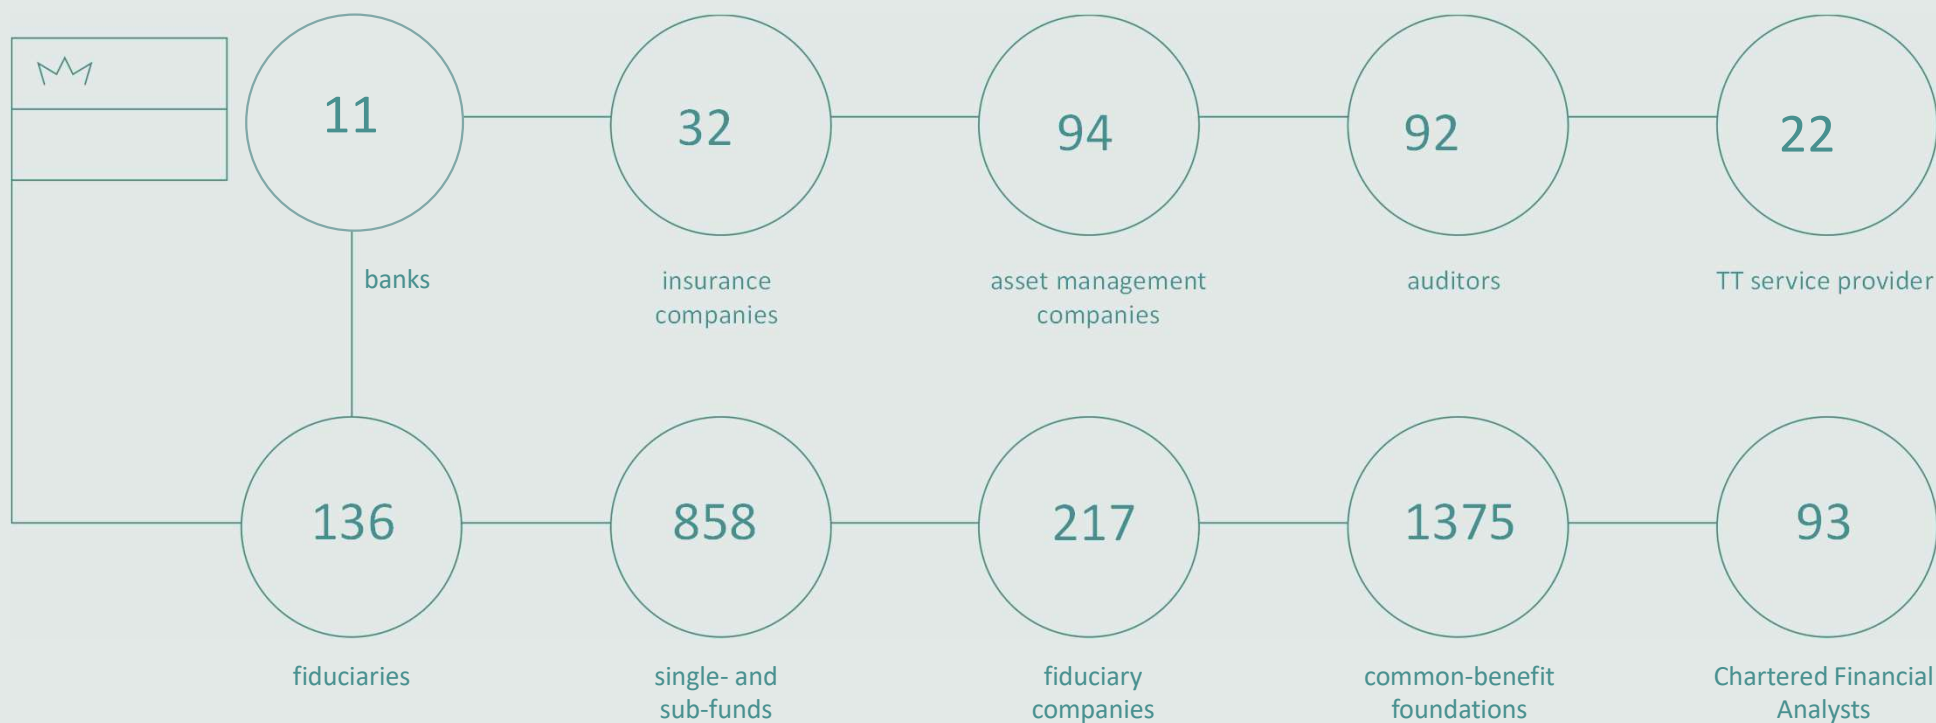 11
banks
32
insurance
companies
94
asset management
companies
92
auditors
22
TT service provider
136
fiduciaries
858
single- and
sub-funds
217
fiduciary
companies
1375
common-benefit
foundations
93
Chartered Financial
Analysts